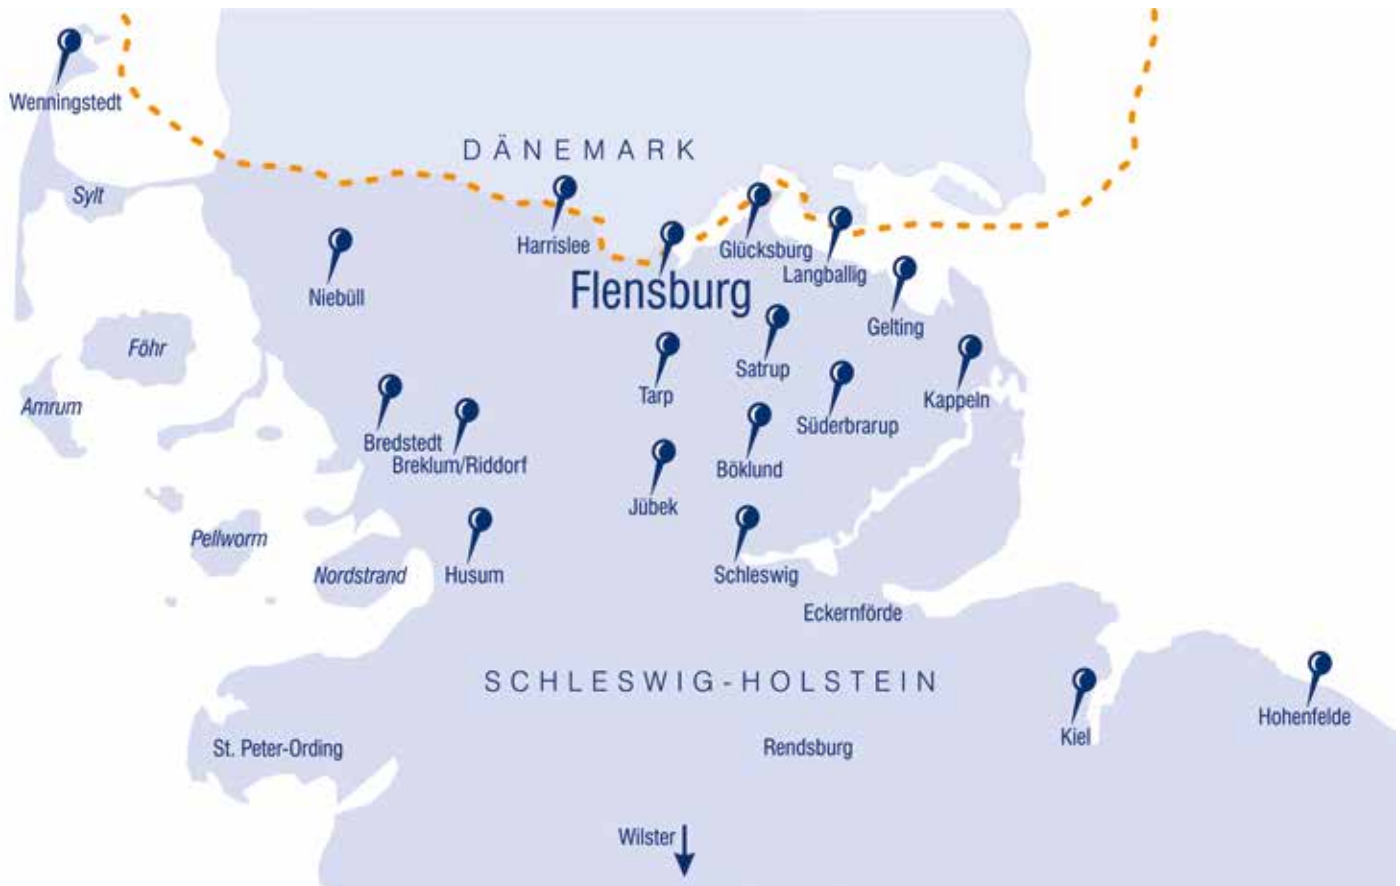 Wenningstedt
DÄNEMARK
Sylt
Harrislee
Glücksburg
Langballig
Niebüll
Flensburg
Gelting
Föhr
Satrup
Tarp
Kappeln
Amrum
Süderbrarup
Bredstedt
Breklum/Riddorf
Böklund
Jübek
Pellworm
Nordstrand
Husum
Schleswig
Eckernförde
SCHLESWIG-HOLSTEIN
Hohenfelde
Kiel
St. Peter-Ording
Rendsburg
Wilster